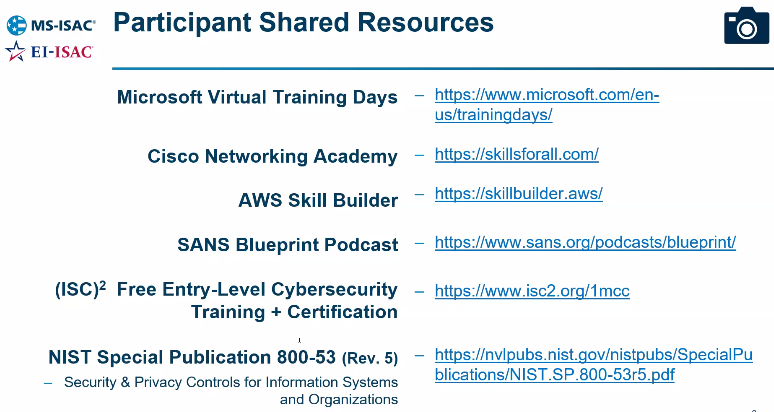 MS-ISAC®
EI-ISAC®
Participant Shared Resources
Microsoft Virtual Training Days
– https://www.microsoft.com/en-
us/trainingdays/
Cisco Networking Academy
– https://skillsforall.com/
AWS Skill Builder
– https://skillbuilder.aws/
SANS Blueprint Podcast
– https://www.sans.org/podcasts/blueprint/
(ISC)² Free Entry-Level Cybersecurity
Training + Certification
– https://www.isc2.org/1mcc
NIST Special Publication 800-53 (Rev. 5)
– Security & Privacy Controls for Information Systems
and Organizations
– https://nvlpubs.nist.gov/nistpubs/SpecialPu
blications/NIST.SP.800-53r5.pdf